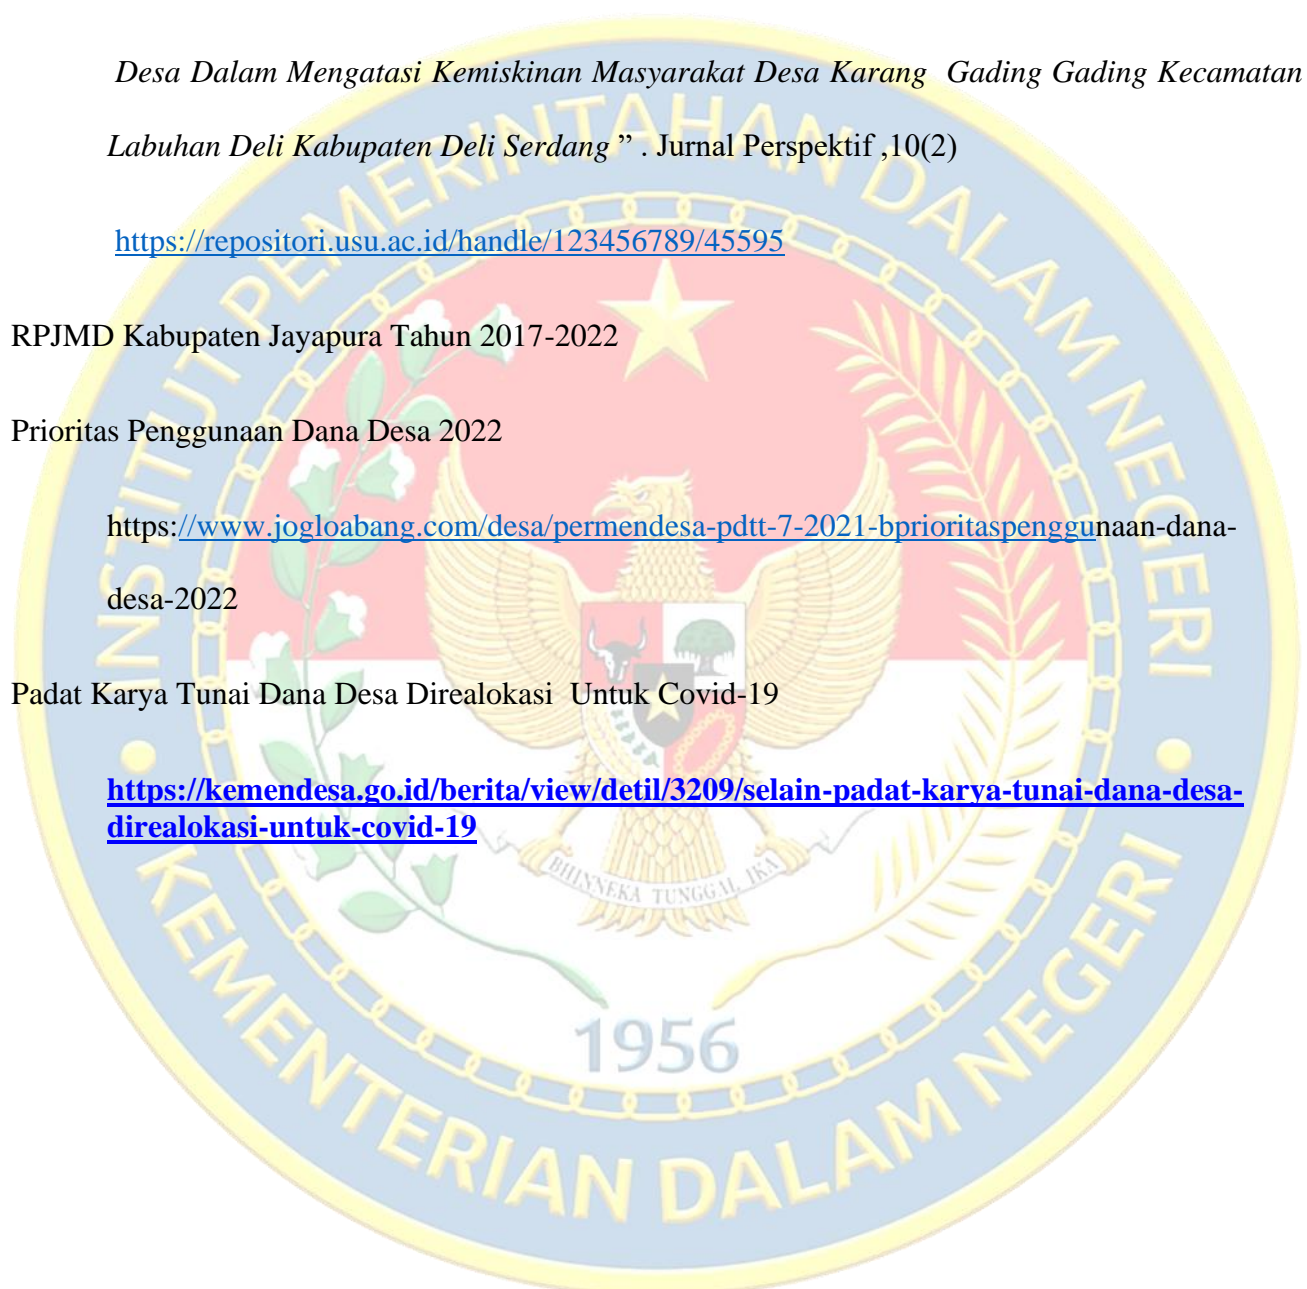 Desa Dalam Mengatasi Kemiskinan Masyarakat Desa Karang Gading Gading Kecamatan
Labuhan Deli Kabupaten Deli Serdang ” . Jurnal Perspektif ,10(2)
https://repositori.usu.ac.id/handle/123456789/45595
RPJMD Kabupaten Jayapura Tahun 2017-2022
Prioritas Penggunaan Dana Desa 2022
https://www.jogloabang.com/desa/permendesa-pdtt-7-2021-bprioritaspenggunaan-dana-
desa-2022
Padat Karya Tunai Dana Desa Direalokasi Untuk Covid-19
https://kemendesa.go.id/berita/view/detil/3209/selain-padat-karya-tunai-dana-desa-
direalokasi-untuk-covid-19
INSTITUT PEMERINTAHAN DALAM NEGERI
BHINNEKA TUNGGAL IKA
1956
KEMENTERIAN DALAM NEGERI